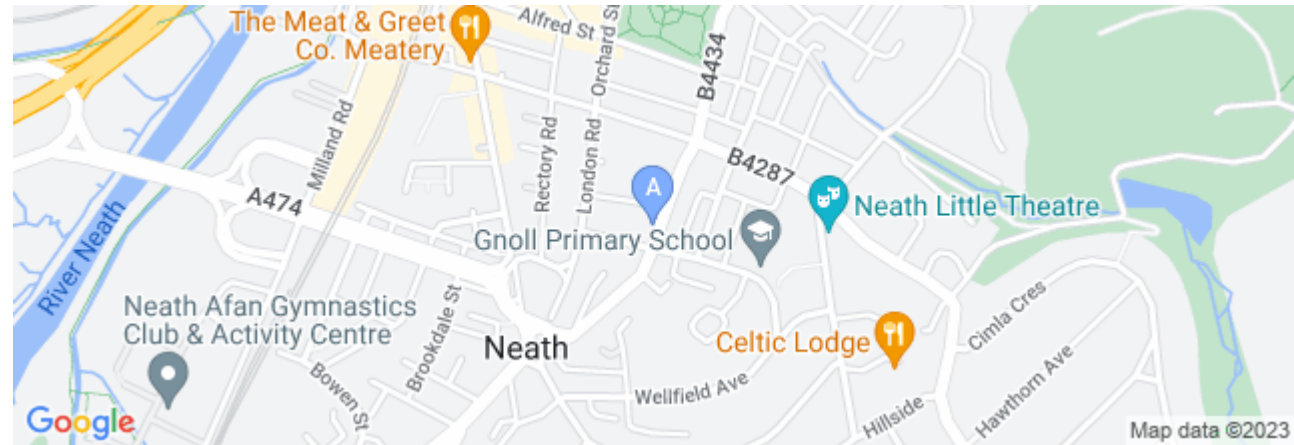 The Meat & Greet
Co. Meatery
Alfred St
Orchard St
B4434
Milland Rd
Rectory Rd
London Rd
A
B4287
A474
Neath Little Theatre
Gnoll Primary School
River Neath
Neath Afan Gymnastics
Club & Activity Centre
Brookdale St
Neath
Celtic Lodge
Cimla Cres
Bowen St
Wellfield Ave
Hillside
Hawthorn Ave
Google
Map data ©2023